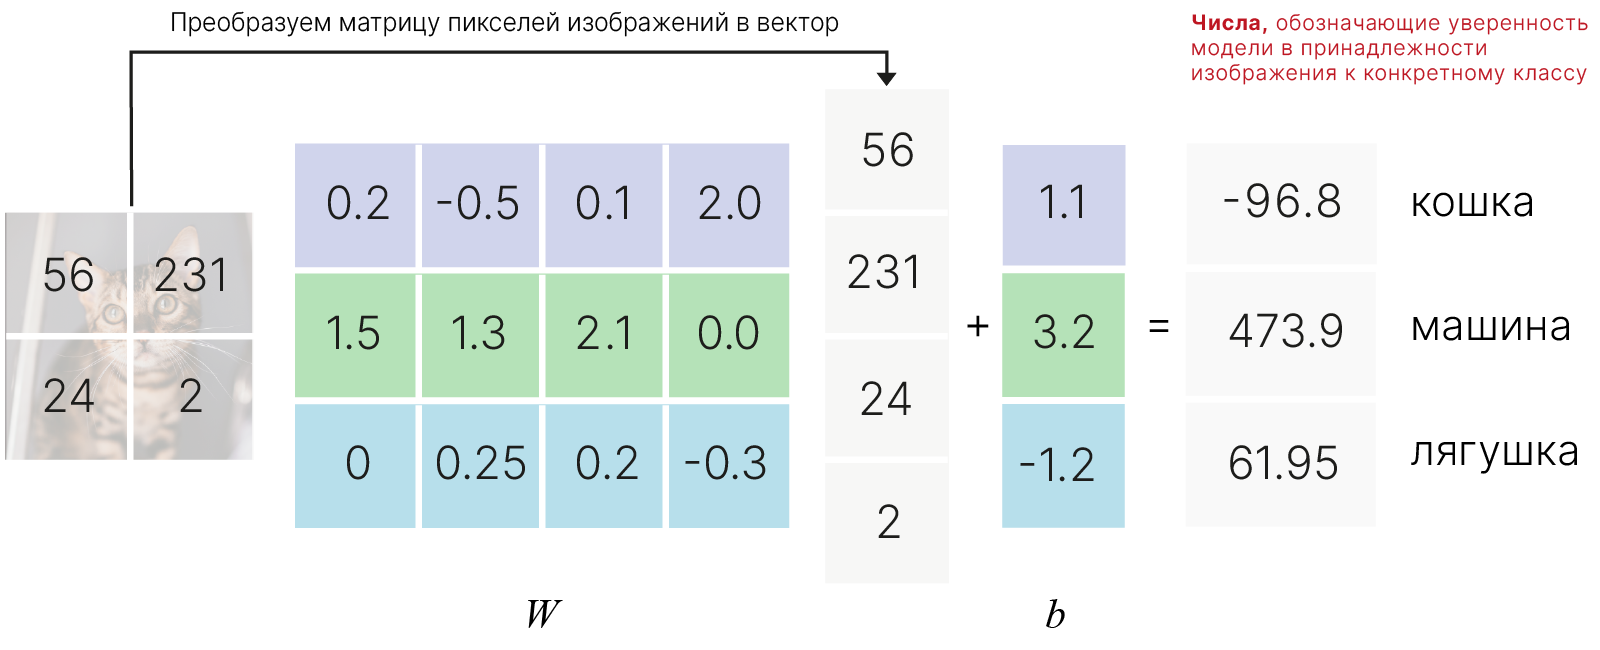 Преобразуем матрицу пикселей изображений в вектор
Числа, обозначающие уверенность
модели в принадлежности
изображения к конкретному классу
56 231
24 2
0.2 -0.5 0.1 2.0
1.5 1.3 2.1 0.0
0 0.25 0.2 -0.3
W
56
231
24
2
+
1.1
3.2
-1.2
b
=
-96.8 кошка
473.9 машина
61.95 лягушка